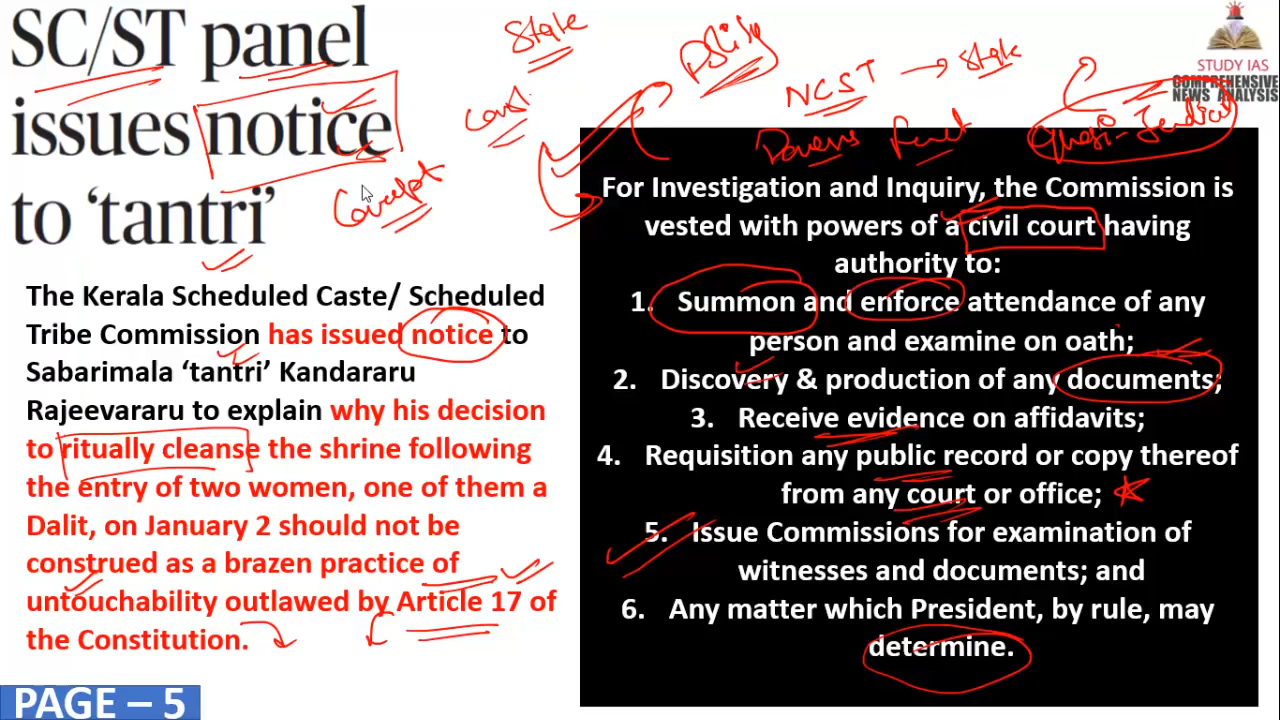 SC/ST panel
issues notice
to ‘tantri’
State
Const.
Polity
Concept
NCST → State
Powers Funct
Quasi-Judicial
STUDY IAS
COMPREHENSIVE
NEWS ANALYSIS
The Kerala Scheduled Caste/ Scheduled
Tribe Commission has issued notice to
Sabarimala ‘tantri’ Kandararu
Rajeevararu to explain why his decision
to ritually cleanse the shrine following
the entry of two women, one of them a
Dalit, on January 2 should not be
construed as a brazen practice of
untouchability outlawed by Article 17 of
the Constitution.
For Investigation and Inquiry, the Commission is
vested with powers of a civil court having
authority to:
1. Summon and enforce attendance of any
person and examine on oath;
2. Discovery & production of any documents;
3. Receive evidence on affidavits;
4. Requisition any public record or copy thereof
from any court or office;
5. Issue Commissions for examination of
witnesses and documents; and
6. Any matter which President, by rule, may
determine.
PAGE – 5